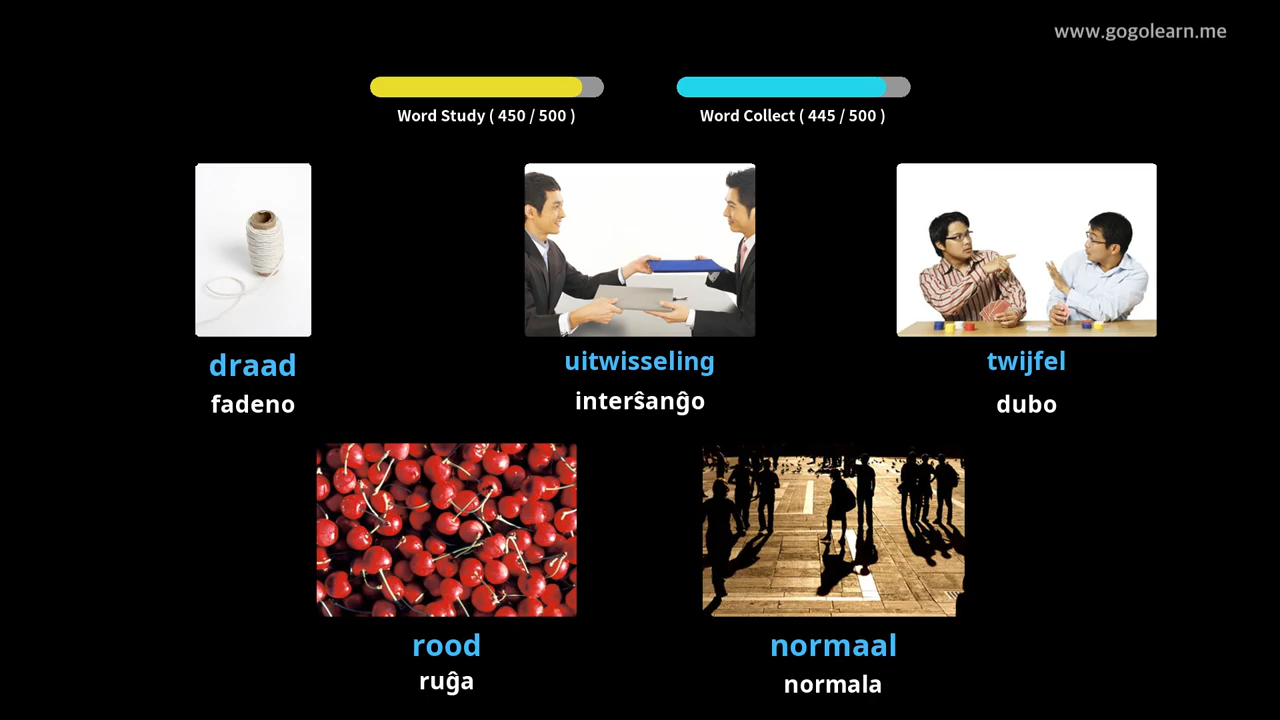 www.gogolearn.me
Word Study ( 450 / 500 )
Word Collect ( 445 / 500 )
draad
fadeno
uitwisseling
interŝanĝo
twijfel
dubo
rood
ruĝa
normaal
normala